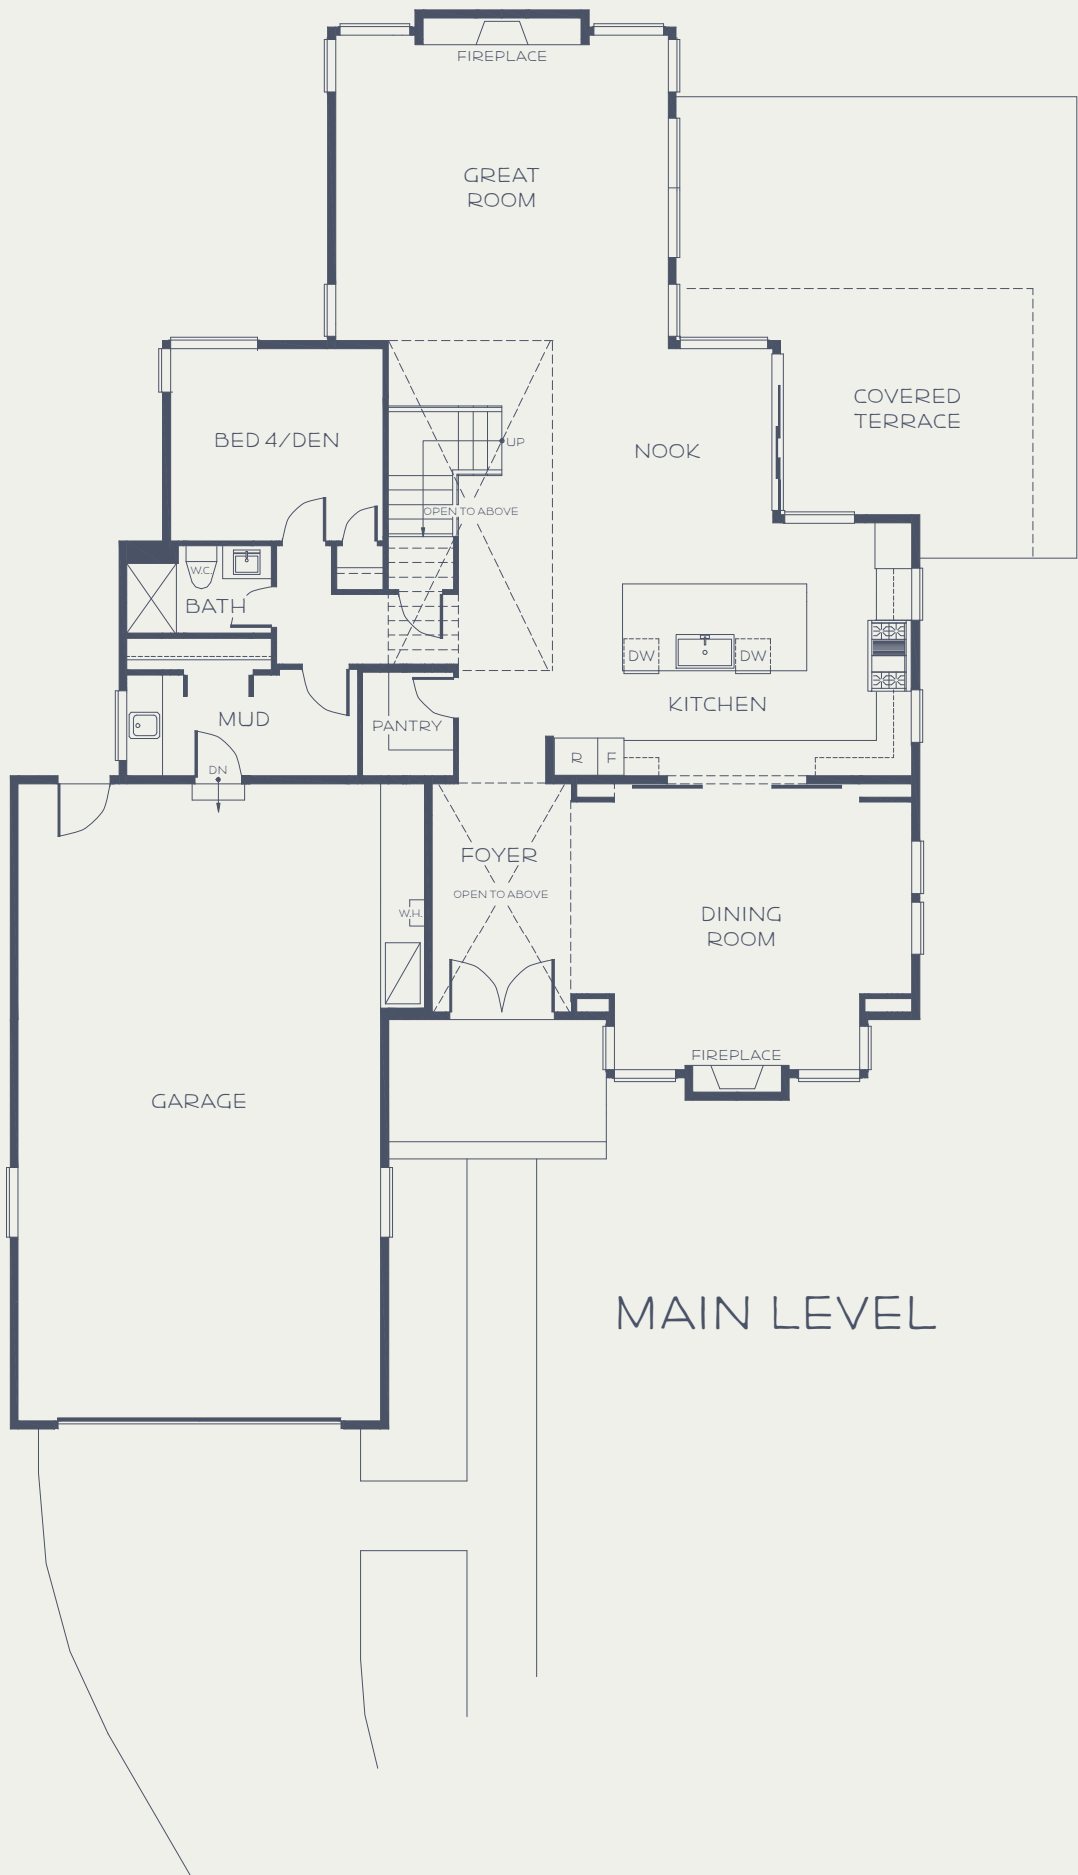 FIREPLACE
GREAT
ROOM
COVERED
TERRACE
BED 4/DEN
UP
NOOK
OPEN TO ABOVE
W.C.
BATH
DW
DW
KITCHEN
MUD
PANTRY
R
F
DN
FOYER
OPEN TO ABOVE
W.H.
DINING
ROOM
FIREPLACE
GARAGE
MAIN LEVEL